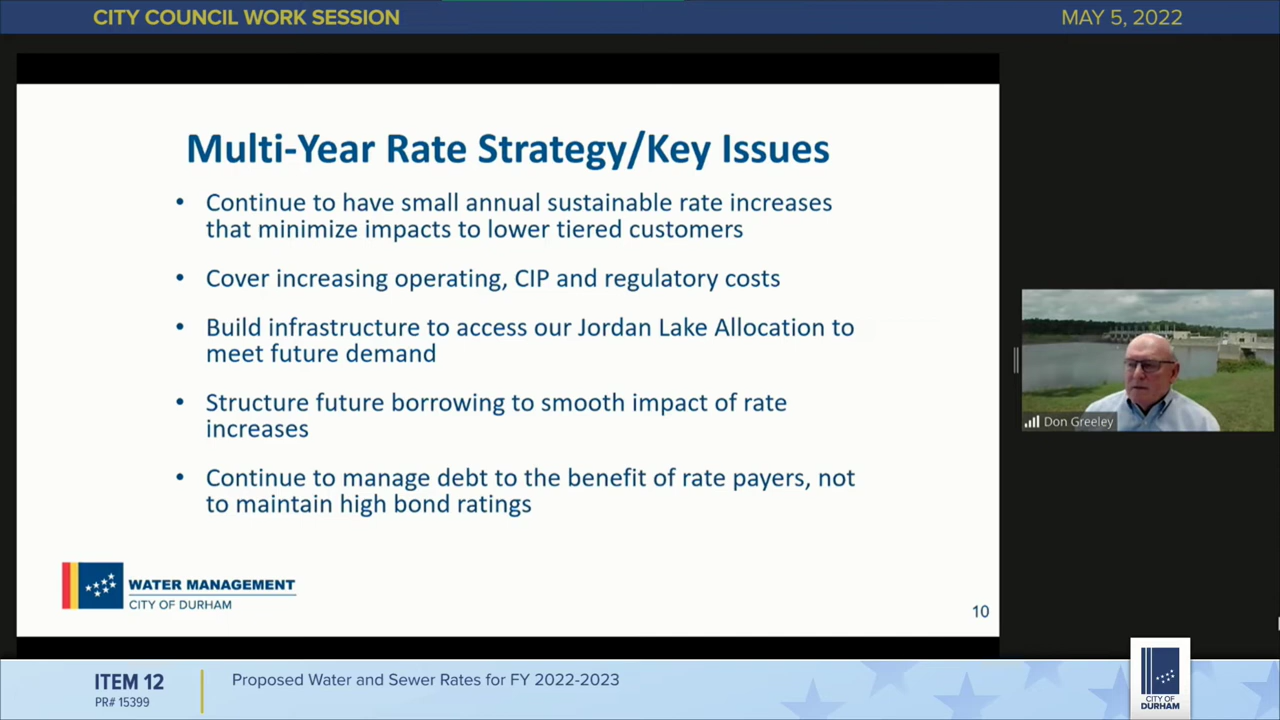 CITY COUNCIL WORK SESSION
MAY 5, 2022
Multi-Year Rate Strategy/Key Issues
• Continue to have small annual sustainable rate increases
that minimize impacts to lower tiered customers
• Cover increasing operating, CIP and regulatory costs
• Build infrastructure to access our Jordan Lake Allocation to
meet future demand
• Structure future borrowing to smooth impact of rate
increases
• Continue to manage debt to the benefit of rate payers, not
to maintain high bond ratings
WATER MANAGEMENT
CITY OF DURHAM
10
Don Greeley
ITEM 12
PR# 15399
Proposed Water and Sewer Rates for FY 2022-2023
CITY OF
DURHAM